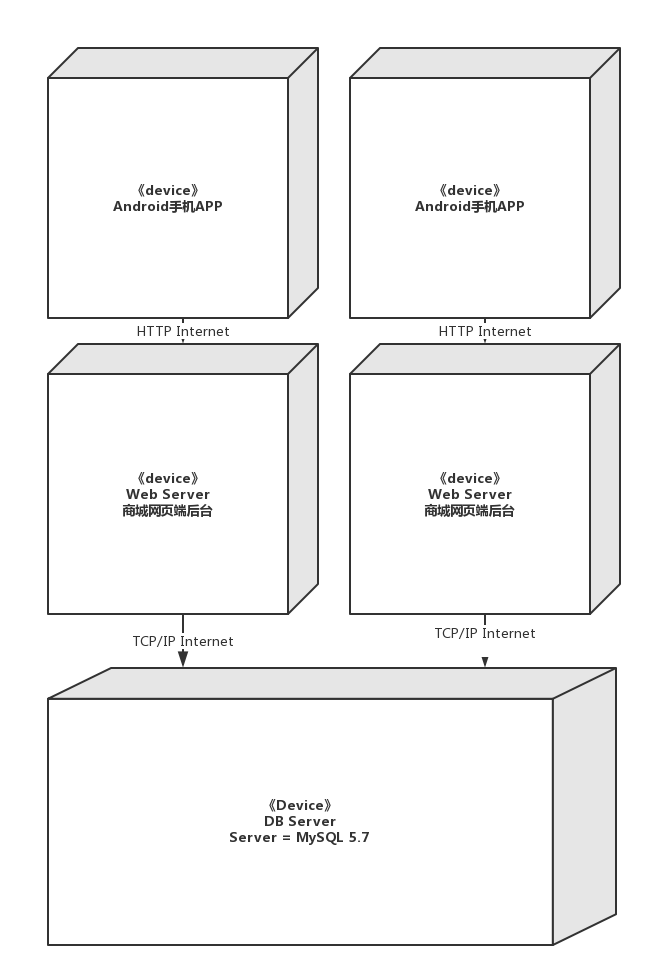 《device》
Android手机APP
《device》
Android手机APP
HTTP Internet
HTTP Internet
《device》
Web Server
商城网页端后台
《device》
Web Server
商城网页端后台
TCP/IP Internet
TCP/IP Internet
《Device》
DB Server
Server = MySQL 5.7